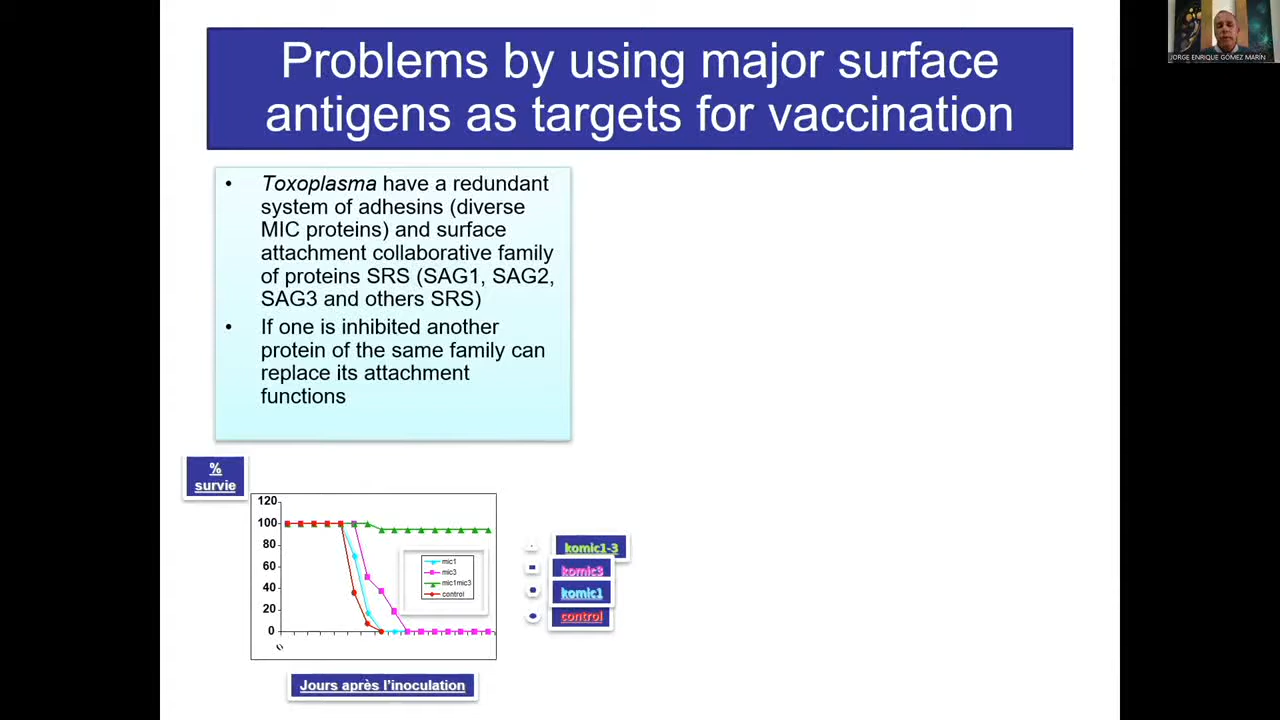 JORGE ENRIQUE GÓMEZ MARÍN
Problems by using major surface
antigens as targets for vaccination
• Toxoplasma have a redundant
system of adhesins (diverse
MIC proteins) and surface
attachment collaborative family
of proteins SRS (SAG1, SAG2,
SAG3 and others SRS)
• If one is inhibited another
protein of the same family can
replace its attachment
functions
%
survie
120
100
80
60
40
20
0
0
mic1
mic3
mic1mic3
control
komic1-3
komic3
komic1
control
Jours après l'inoculation